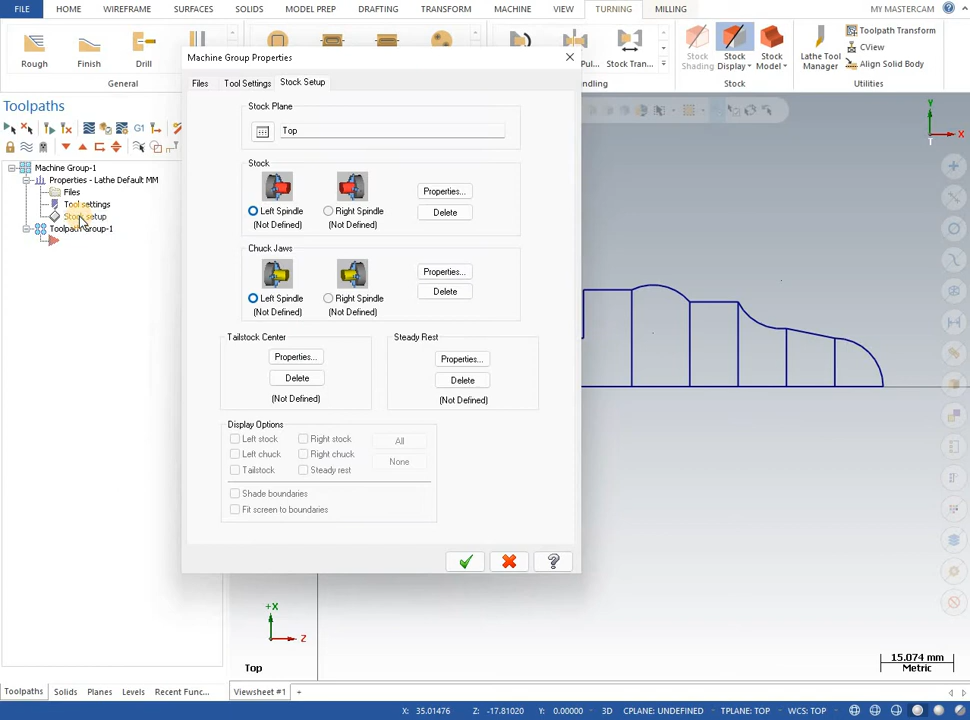 FILE HOME WIREFRAME SURFACES SOLIDS MODEL PREP DRAFTING TRANSFORM MACHINE VIEW TURNING MILLING MY MASTERCAM
Rough Finish Drill
General
Pul... Stock Tran...
Stock Shading Stock Display Stock Model
Stock
Lathe Tool Manager
Toolpath Transform
CView
Align Solid Body
Utilities
Toolpaths
G1
Machine Group-1
Properties - Lathe Default MM
Files
Tool settings
Stock setup
Toolpath Group-1
Machine Group Properties
Files Tool Settings Stock Setup
Stock Plane
Top
Stock
Left Spindle Right Spindle
(Not Defined) (Not Defined)
Properties...
Delete
Chuck Jaws
Left Spindle Right Spindle
(Not Defined) (Not Defined)
Properties...
Delete
Tailstock Center
Properties...
Delete
(Not Defined)
Steady Rest
Properties...
Delete
(Not Defined)
Display Options
Left stock Right stock All
Left chuck Right chuck
None
Tailstock Steady rest
Shade boundaries
Fit screen to boundaries
Y
X
T
+X
Z
Top
15.074 mm
Metric
Toolpaths Solids Planes Levels Recent Func...
Viewsheet #1 +
X: 35.01476 Z: -17.81020 Y: 0.00000 3D CPLANE: UNDEFINED TPLANE: TOP WCS: TOP